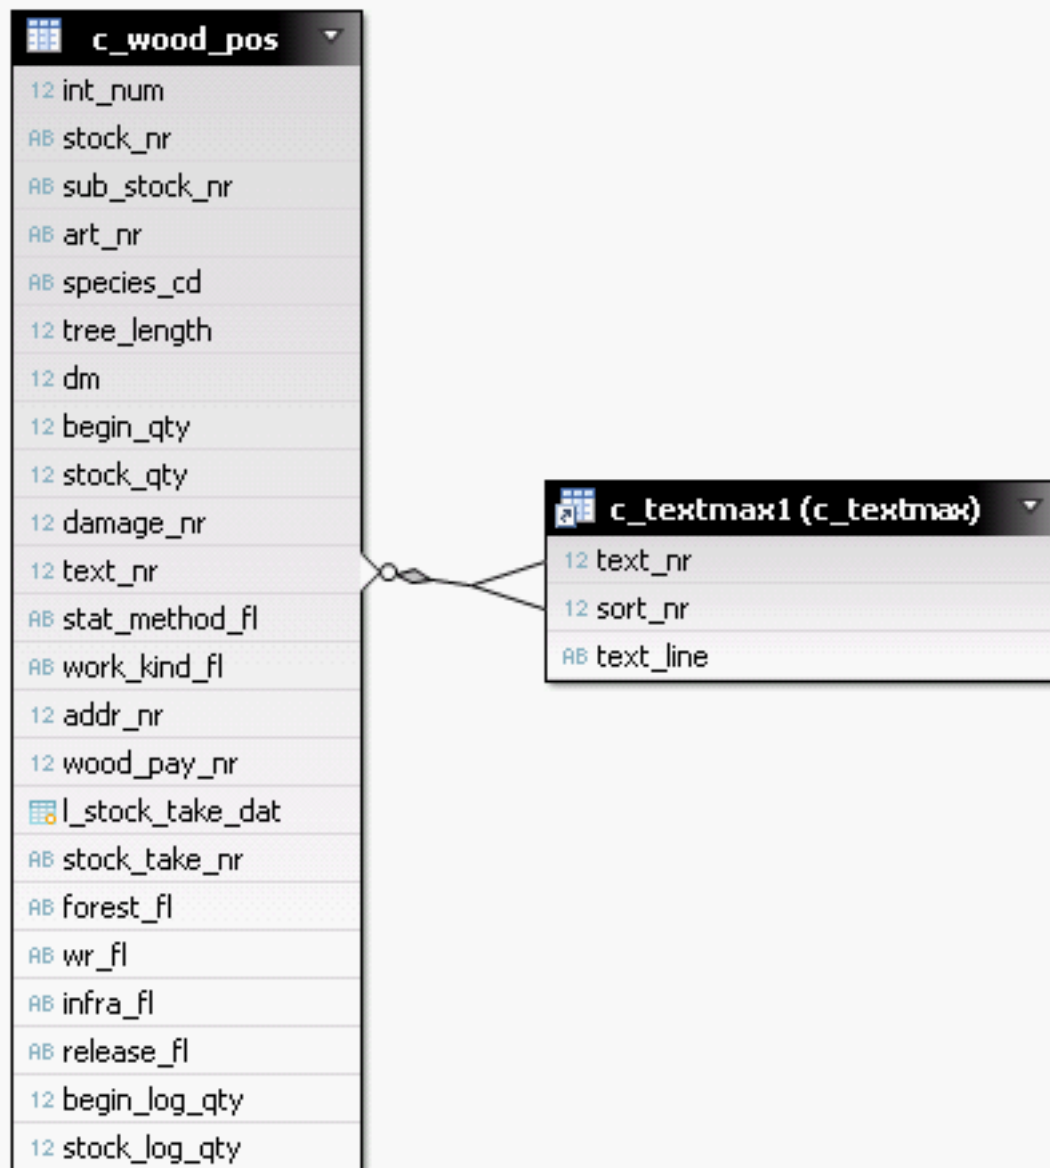 c_wood_pos
12 int_num
AB stock_nr
AB sub_stock_nr
AB art_nr
AB species_cd
12 tree_length
12 dm
12 begin_qty
12 stock_qty
12 damage_nr
12 text_nr
AB stat_method_fl
AB work_kind_fl
12 addr_nr
12 wood_pay_nr
l_stock_take_dat
AB stock_take_nr
AB forest_fl
AB wr_fl
AB infra_fl
AB release_fl
12 begin_log_qty
12 stock_log_qty
c_textmax1 (c_textmax)
12 text_nr
12 sort_nr
AB text_line